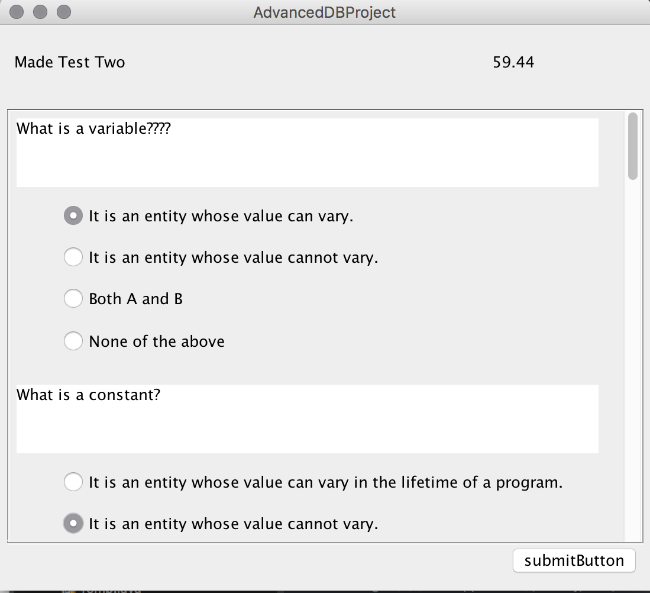 AdvancedDBProject
Made Test Two
59.44
What is a variable????
It is an entity whose value can vary.
It is an entity whose value cannot vary.
Both A and B
None of the above
What is a constant?
It is an entity whose value can vary in the lifetime of a program.
It is an entity whose value cannot vary.
submitButton